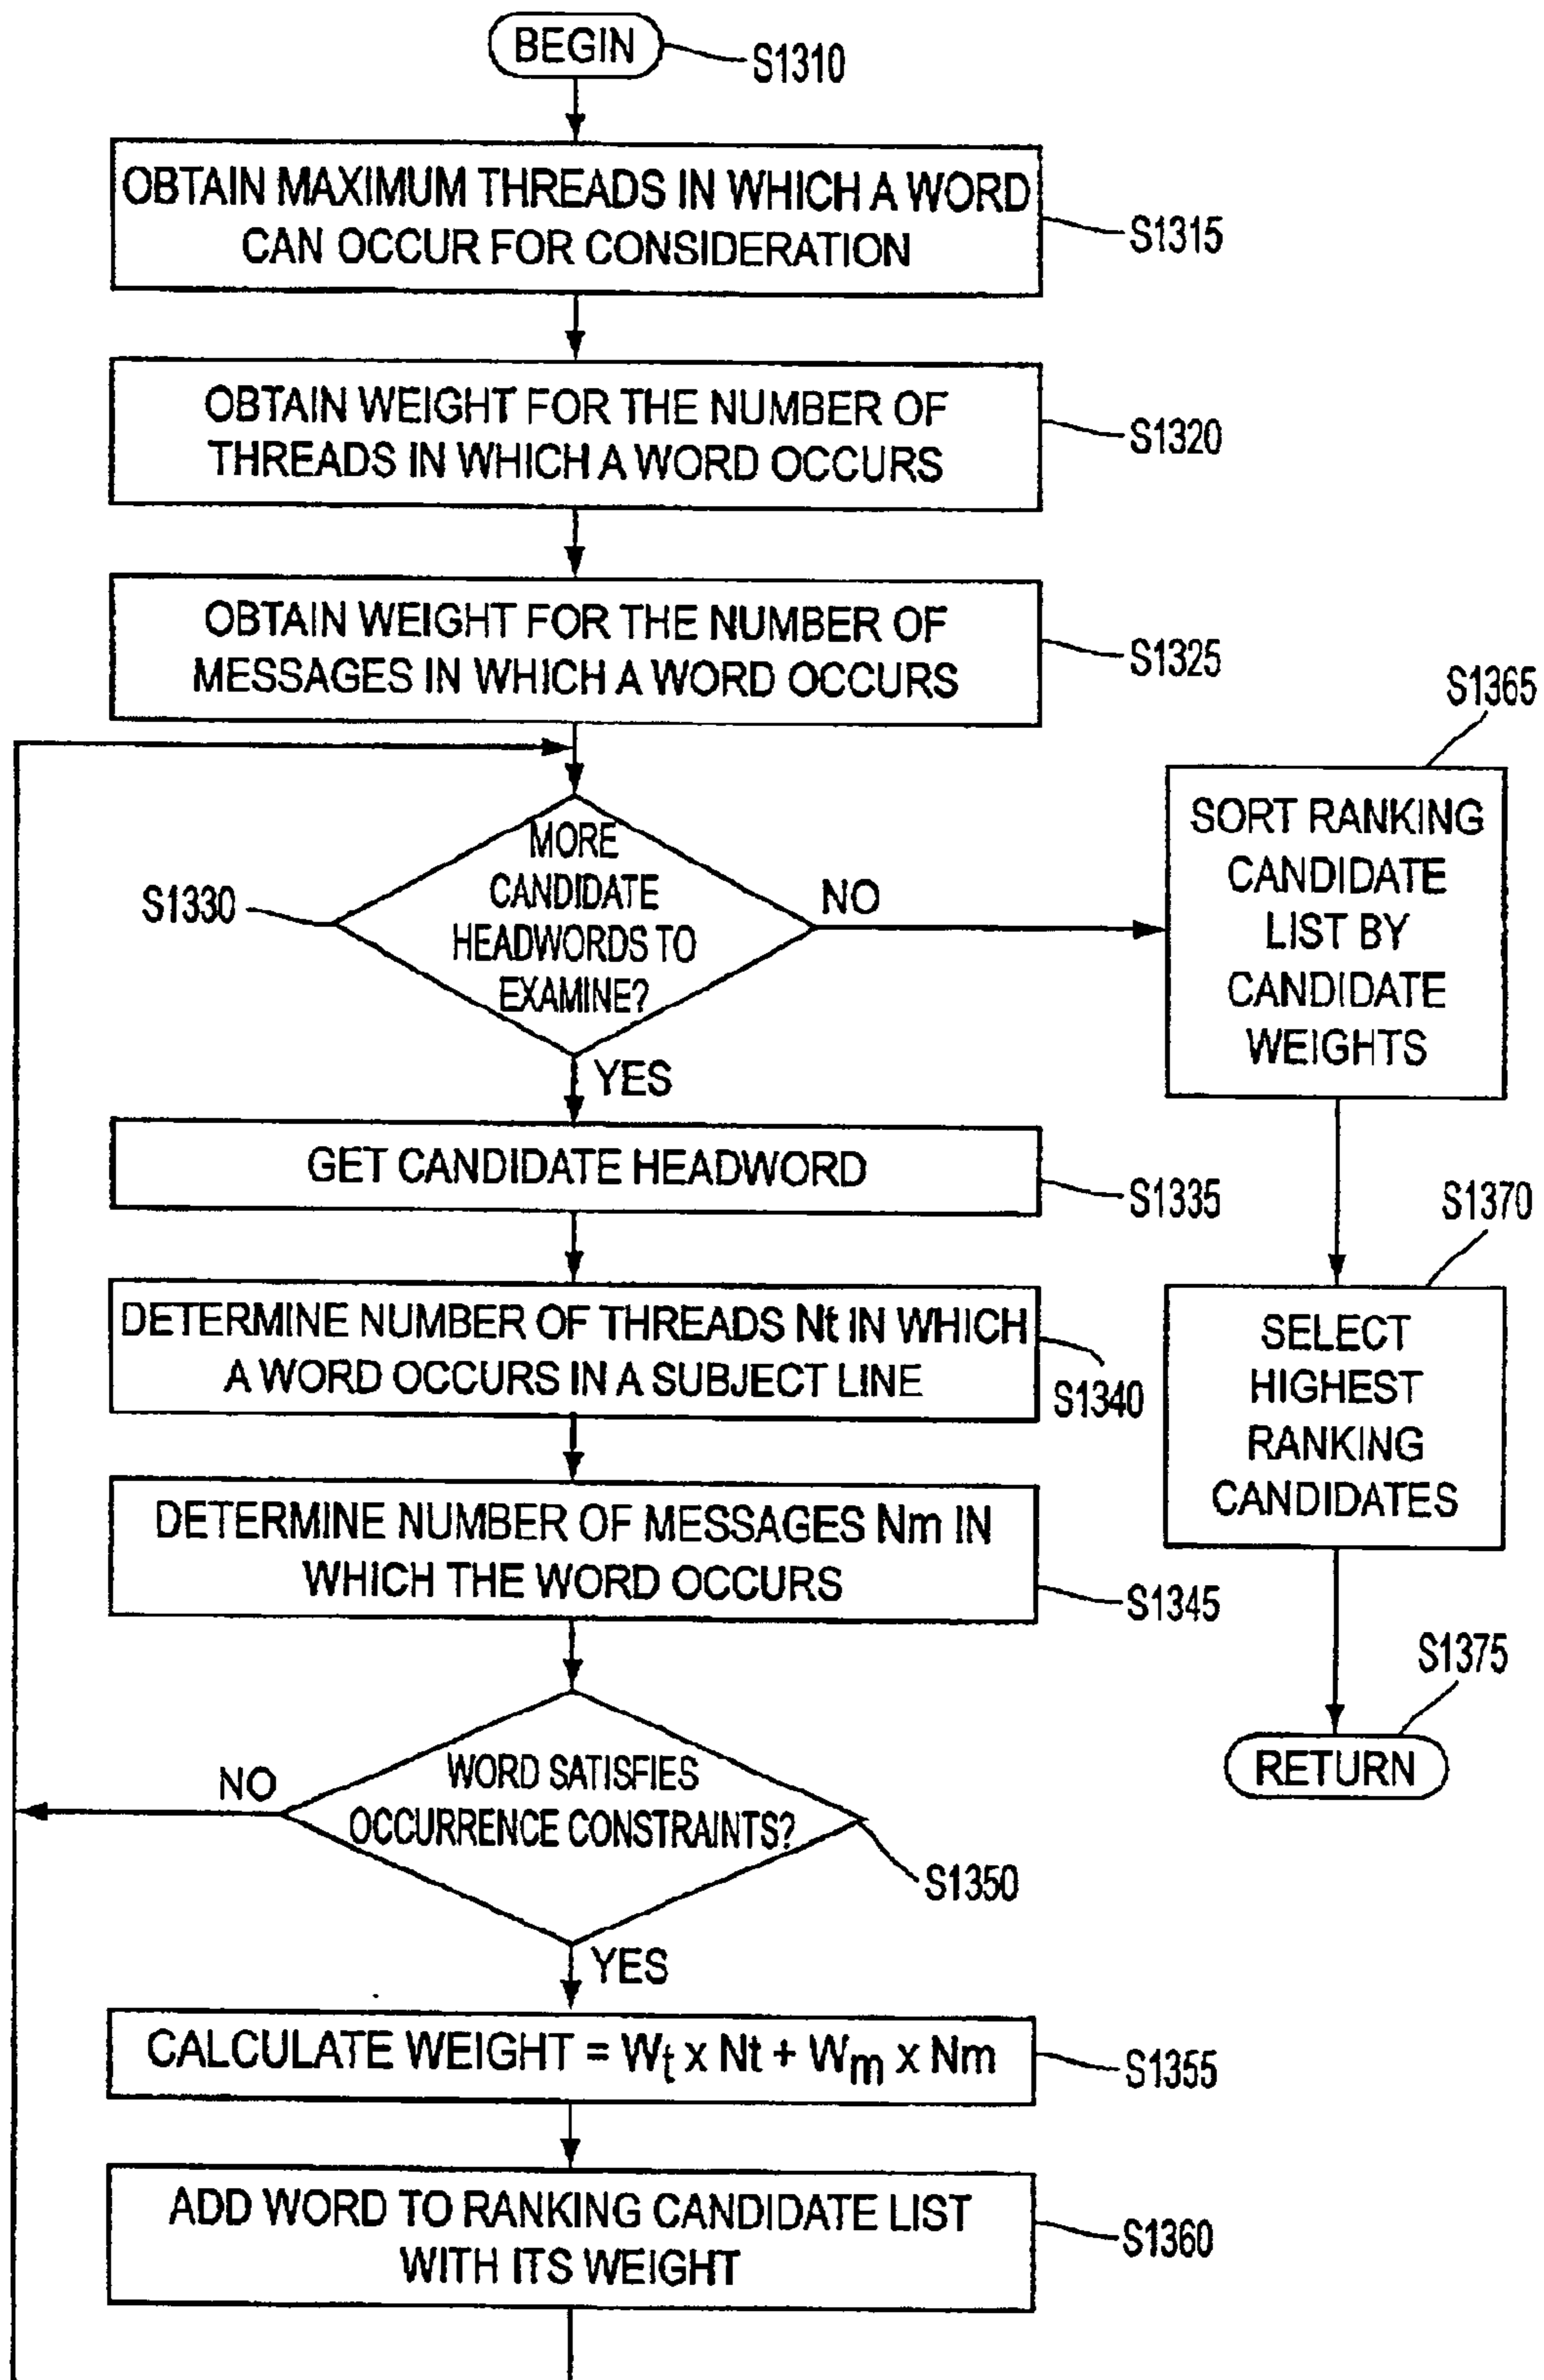 BEGIN
S1310
OBTAIN MAXIMUM THREADS IN WHICH A WORD
CAN OCCUR FOR CONSIDERATION
S1315
OBTAIN WEIGHT FOR THE NUMBER OF
THREADS IN WHICH A WORD OCCURS
S1320
OBTAIN WEIGHT FOR THE NUMBER OF
MESSAGES IN WHICH A WORD OCCURS
S1325
MORE
CANDIDATE
HEADWORDS TO
EXAMINE?
S1330
NO
YES
GET CANDIDATE HEADWORD
S1335
DETERMINE NUMBER OF THREADS Nt IN WHICH
A WORD OCCURS IN A SUBJECT LINE
S1340
DETERMINE NUMBER OF MESSAGES Nm IN
WHICH THE WORD OCCURS
S1345
WORD SATISFIES
OCCURRENCE CONSTRAINTS?
NO
S1350
YES
CALCULATE WEIGHT = Wt x Nt + Wm x Nm
S1355
ADD WORD TO RANKING CANDIDATE LIST
WITH ITS WEIGHT
S1360
S1365
SORT RANKING
CANDIDATE
LIST BY
CANDIDATE
WEIGHTS
S1370
SELECT
HIGHEST
RANKING
CANDIDATES
S1375
RETURN